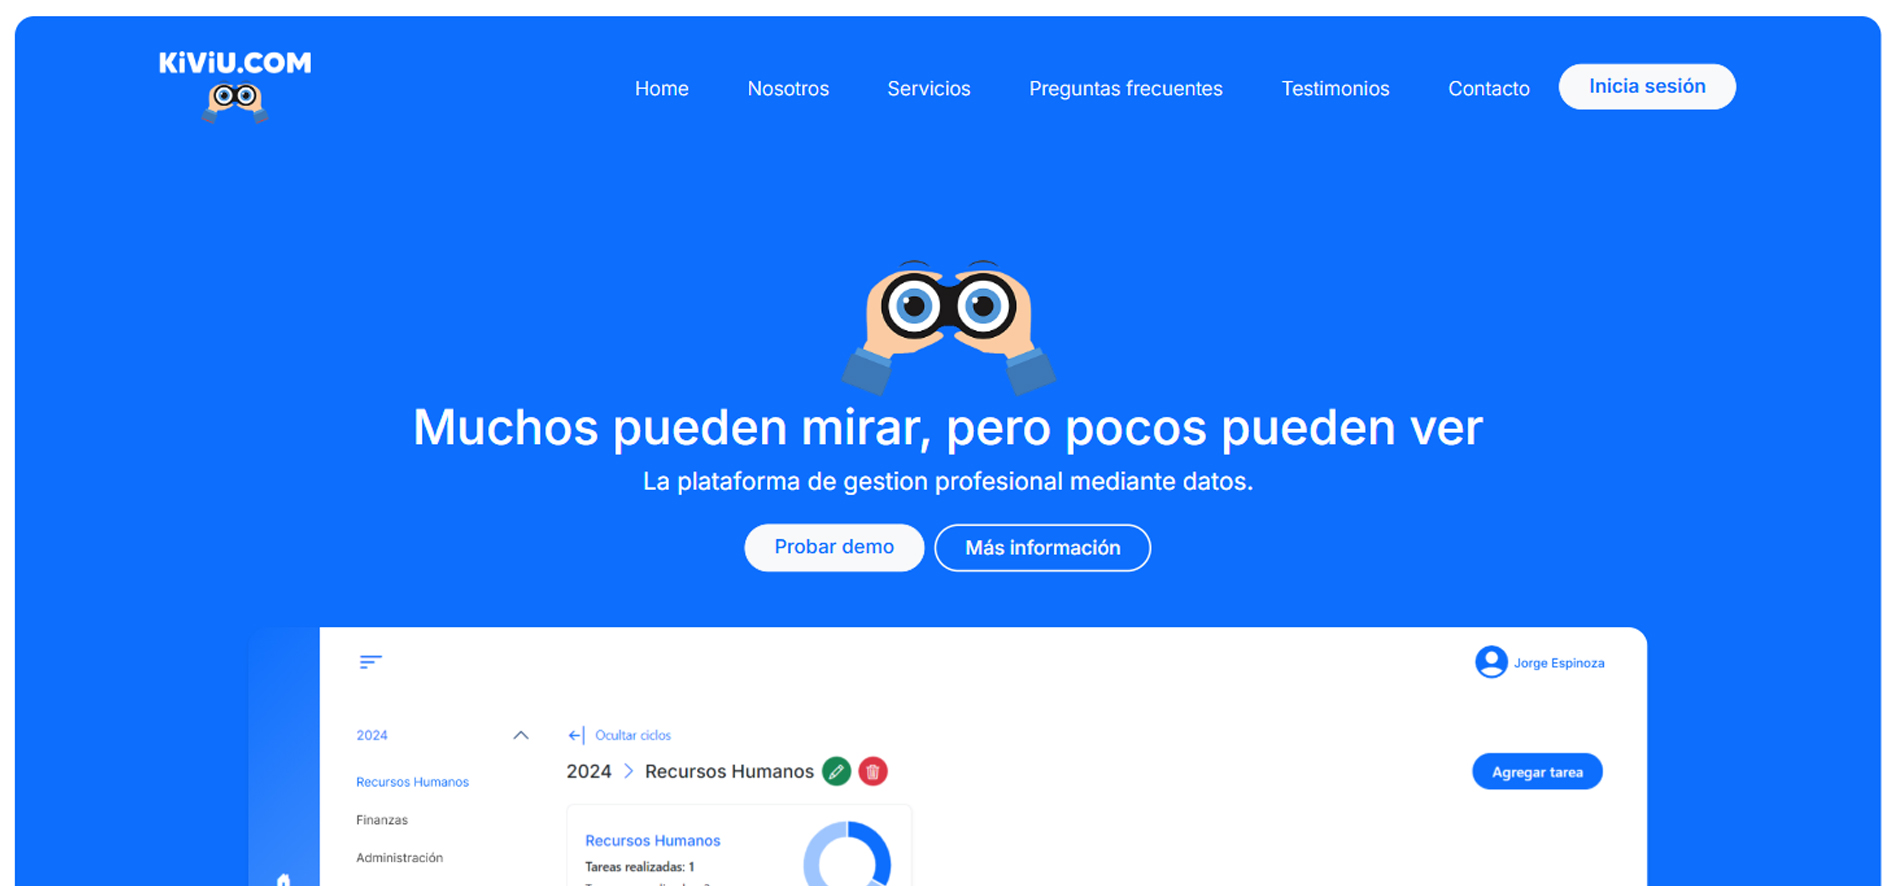 KiViU.COM
Home Nosotros Servicios Preguntas frecuentes Testimonios Contacto Inicia sesión
Muchos pueden mirar, pero pocos pueden ver
La plataforma de gestion profesional mediante datos.
Probar demo Más información
Jorge Espinoza
2024 Ocultar ciclos
2024 Recursos Humanos Agregar tarea
Recursos Humanos
Finanzas
Administración
Recursos Humanos
Tareas realizadas: 1